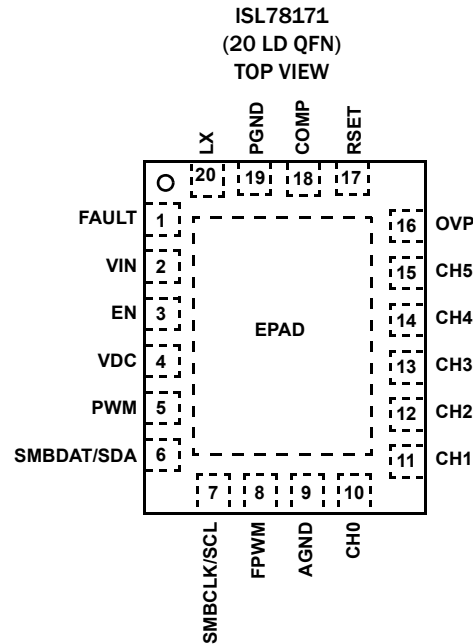 ISL78171
(20 LD QFN)
TOP VIEW
LX
PGND
COMP
RSET
20
19
18
17
FAULT 1
VIN 2
EN 3
VDC 4
PWM 5
SMBDAT/SDA 6
EPAD
16 OVP
15 CH5
14 CH4
13 CH3
12 CH2
11 CH1
7
8
9
10
SMBCLK/SCL
FPWM
AGND
CH0